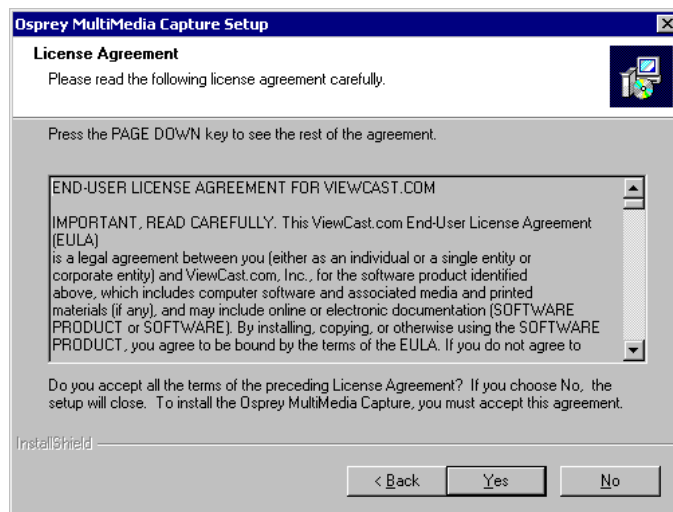 Osprey MultiMedia Capture Setup
License Agreement
Please read the following license agreement carefully.
Press the PAGE DOWN key to see the rest of the agreement.
END-USER LICENSE AGREEMENT FOR VIEWCAST.COM
IMPORTANT, READ CAREFULLY. This ViewCast.com End-User License Agreement
(EULA)
is a legal agreement between you (either as an individual or a single entity or
corporate entity) and ViewCast.com, Inc., for the software product identified
above, which includes computer software and associated media and printed
materials (if any), and may include online or electronic documentation (SOFTWARE
PRODUCT or SOFTWARE). By installing, copying, or otherwise using the SOFTWARE
PRODUCT, you agree to be bound by the terms of the EULA. If you do not agree to
Do you accept all the terms of the preceding License Agreement? If you choose No, the
setup will close. To install the Osprey MultiMedia Capture, you must accept this agreement.
InstallShield
< Back Yes No